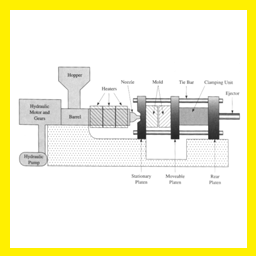 Hopper
Nozzle
Mold
Tie Bar
Clamping Unit
Heaters
Ejector
Hydraulic
Motor and
Gears
Barrel
Hydraulic
Pump
Stationary
Platen
Moveable
Platen
Rear
Platen